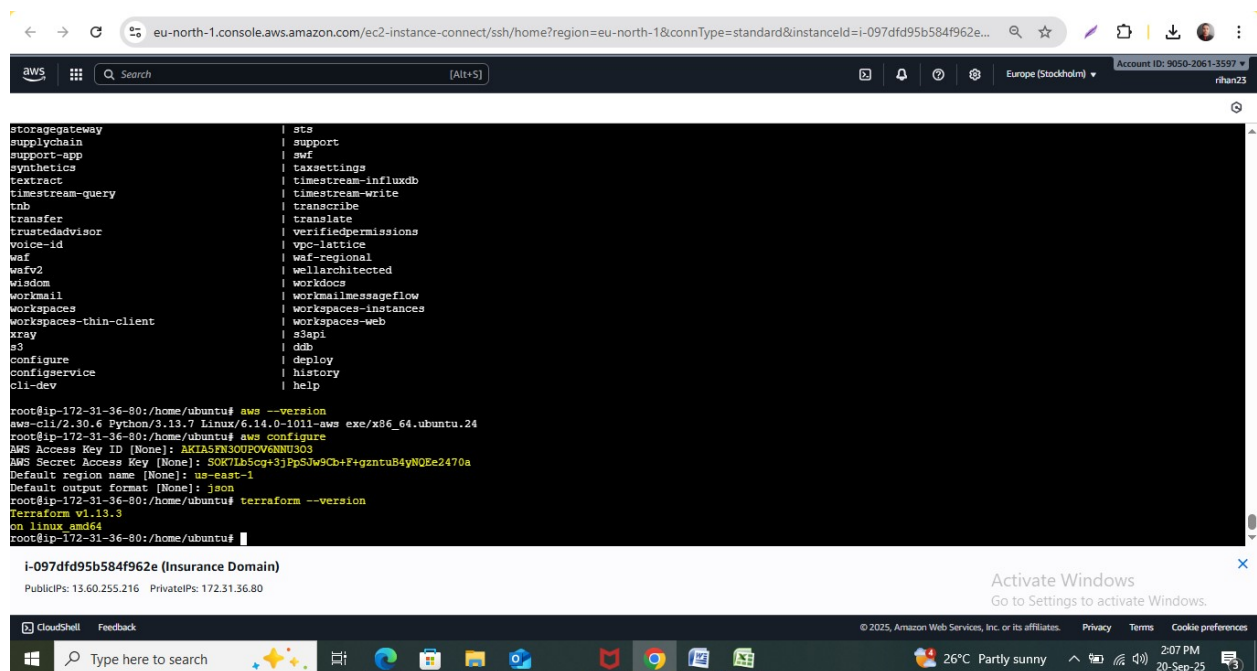 eu-north-1.console.aws.amazon.com/ec2-instance-connect/ssh/home?region=eu-north-1&connType=standard&instanceId=i-097dfd95b584f962e...
aws Search [Alt+S] Europe (Stockholm) Account ID: 9050-2061-3597
rihan23
storagegateway | sts
supplychain | support
support-app | swf
synthetics | taxsettings
textract | timestream-influxdb
timestream-query | timestream-write
tnb | transcribe
transfer | translate
trustedadvisor | verifiedpermissions
voice-id | vpc-lattice
waf | waf-regional
wafv2 | wellarchitected
wisdom | workdocs
workmail | workmailmessageflow
workspaces | workspaces-instances
workspaces-thin-client | workspaces-web
xray | s3api
s3 | ddb
configure | deploy
configservice | history
cli-dev | help
root@ip-172-31-36-80:/home/ubuntu# aws --version
aws-cli/2.30.6 Python/3.13.7 Linux/6.14.0-1011-aws exe/x86_64.ubuntu.24
root@ip-172-31-36-80:/home/ubuntu# aws configure
AWS Access Key ID [None]:
AWS Secret Access Key [None]:
Default region name [None]: us-east-1
Default output format [None]: json
root@ip-172-31-36-80:/home/ubuntu# terraform --version
Terraform v1.13.3
on linux_amd64
root@ip-172-31-36-80:/home/ubuntu#
i-097dfd95b584f962e (Insurance Domain)
PublicIPs: 13.60.255.216 PrivateIPs: 172.31.36.80
Activate Windows
Go to Settings to activate Windows.
CloudShell Feedback © 2025, Amazon Web Services, Inc. or its affiliates. Privacy Terms Cookie preferences
Type here to search 26°C Partly sunny 2:07 PM
20-Sep-25 3